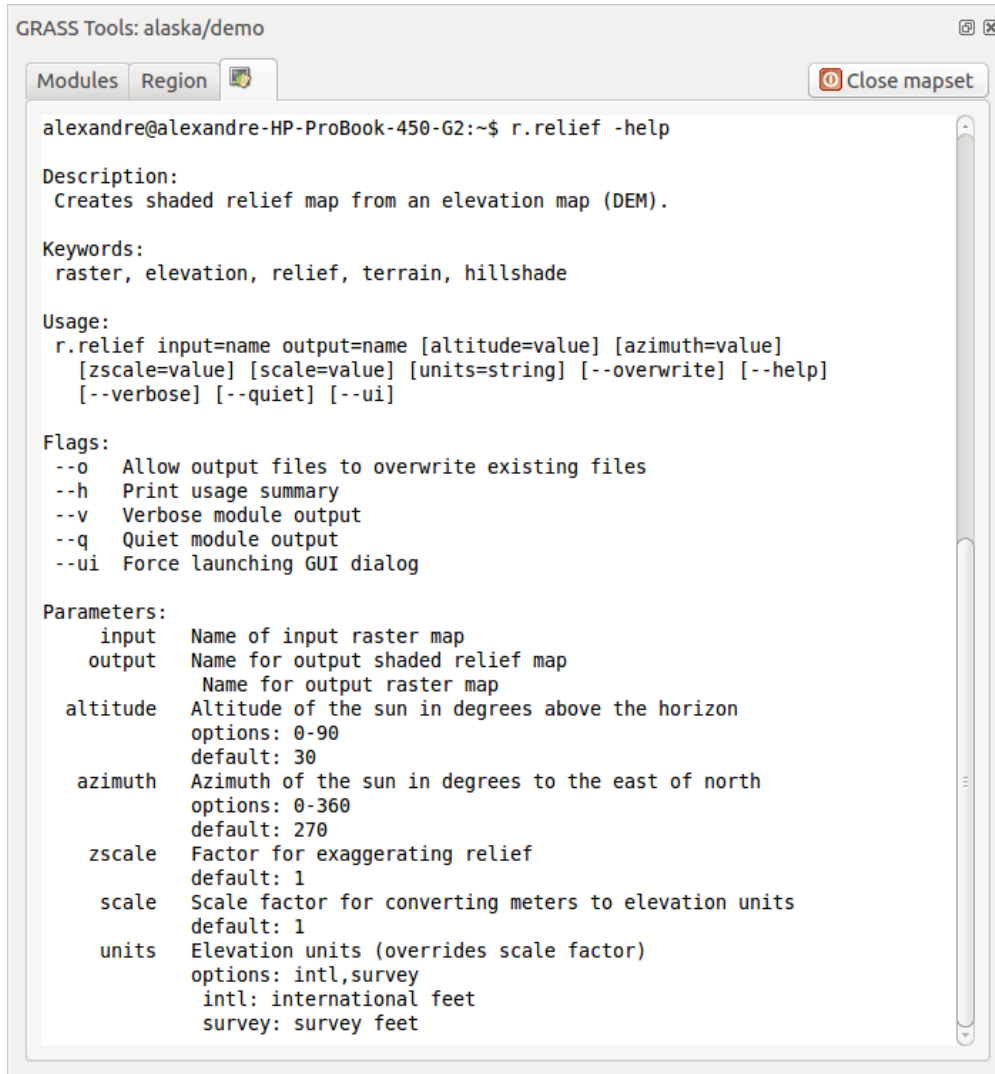 GRASS Tools: alaska/demo
Modules Region Close mapset
alexandre@alexandre-HP-ProBook-450-G2:~$ r.relief -help
Description:
Creates shaded relief map from an elevation map (DEM).
Keywords:
raster, elevation, relief, terrain, hillshade
Usage:
r.relief input=name output=name [altitude=value] [azimuth=value]
[zscale=value] [scale=value] [units=string] [--overwrite] [--help]
[--verbose] [--quiet] [--ui]
Flags:
--o Allow output files to overwrite existing files
--h Print usage summary
--v Verbose module output
--q Quiet module output
--ui Force launching GUI dialog
Parameters:
input Name of input raster map
output Name for output shaded relief map
Name for output raster map
altitude Altitude of the sun in degrees above the horizon
options: 0-90
default: 30
azimuth Azimuth of the sun in degrees to the east of north
options: 0-360
default: 270
zscale Factor for exaggerating relief
default: 1
scale Scale factor for converting meters to elevation units
default: 1
units Elevation units (overrides scale factor)
options: intl,survey
intl: international feet
survey: survey feet